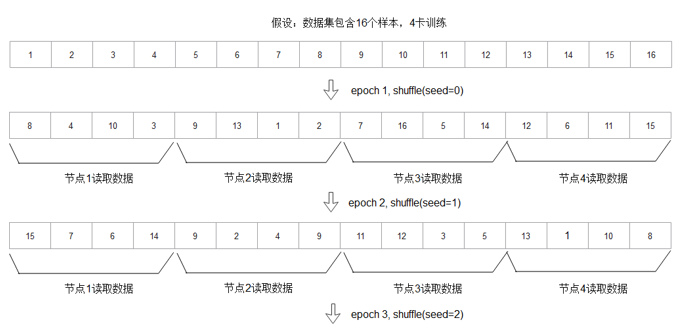 假设：数据集包含16个样本，4卡训练
1 2 3 4 5 6 7 8 9 10 11 12 13 14 15 16
epoch 1, shuffle(seed=0)
8 4 10 3 9 13 1 2 7 16 5 14 12 6 11 15
节点1读取数据 节点2读取数据 节点3读取数据 节点4读取数据
epoch 2, shuffle(seed=1)
15 7 6 14 9 2 4 9 11 12 3 5 13 1 10 8
节点1读取数据 节点2读取数据 节点3读取数据 节点4读取数据
epoch 3, shuffle(seed=2)